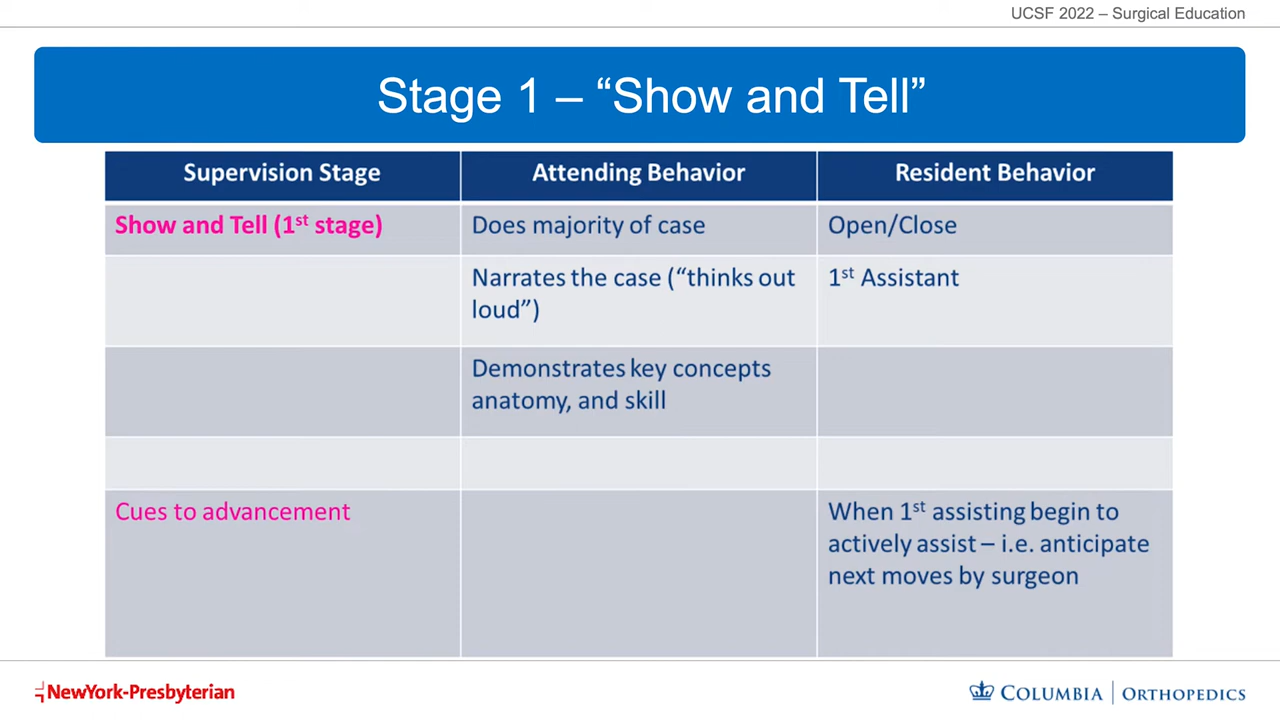 UCSF 2022 – Surgical Education
Stage 1 – “Show and Tell”
Supervision Stage
Attending Behavior
Resident Behavior
Show and Tell (1st stage)
Does majority of case
Open/Close
Narrates the case (“thinks out
loud”)
1st Assistant
Demonstrates key concepts
anatomy, and skill
Cues to advancement
When 1st assisting begin to
actively assist – i.e. anticipate
next moves by surgeon
NewYork-Presbyterian
COLUMBIA | ORTHOPEDICS